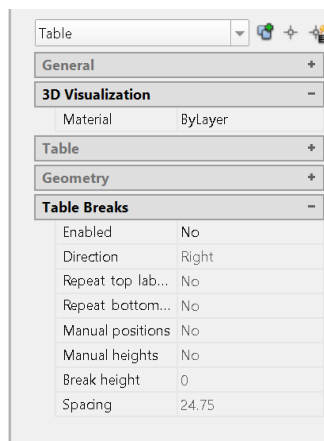 Table
General +
3D Visualization -
Material ByLayer
Table +
Geometry +
Table Breaks -
Enabled No
Direction Right
Repeat top lab... No
Repeat bottom... No
Manual positions No
Manual heights No
Break height 0
Spacing 24.75